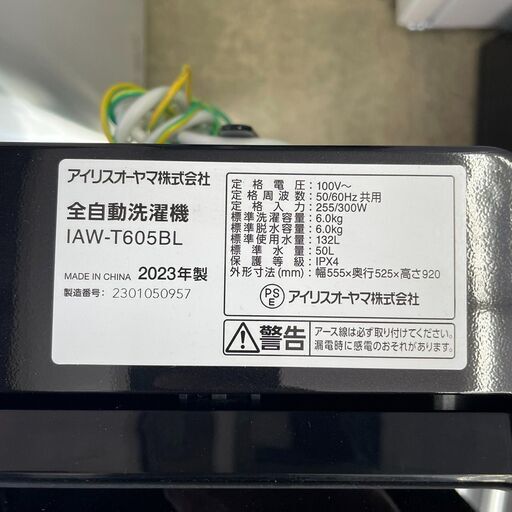 アイリスオーヤマ株式会社
全自動洗濯機
IAW-T605BL
MADE IN CHINA 2023年製
製造番号: 2301050957
定格電圧: 100V〜
定格周波数: 50/60Hz共用
定格消費電力: 255/300W
標準洗濯容量: 6.0kg
標準脱水容量: 6.0kg
標準使用水量: 132L
標準水量: 50L
保護等級: IPX4
外形寸法(mm): 幅555×奥行525×高さ920
PSE アイリスオーヤマ株式会社
警告
アース線は必ず取り付けてください。
漏電時に感電のおそれがあります。